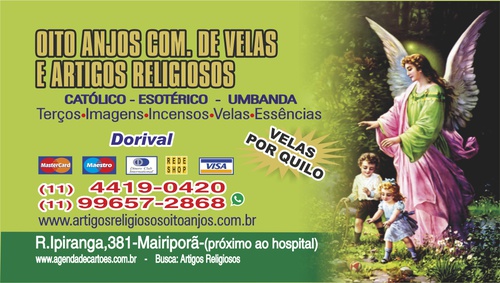 OITO ANJOS COM. DE VELAS
E ARTIGOS RELIGIOSOS
CATÓLICO - ESOTÉRICO - UMBANDA
Terços•Imagens•Incensos•Velas•Essências
Dorival
VELAS
POR QUILO
MasterCard Maestro Diners Club REDE SHOP VISA
(11) 4419-0420
(11) 99657-2868
www.artigosreligiososoitoanjos.com.br
R.Ipiranga,381-Mairiporã-(próximo ao hospital)
www.agendadecartoes.com.br - Busca: Artigos Religiosos